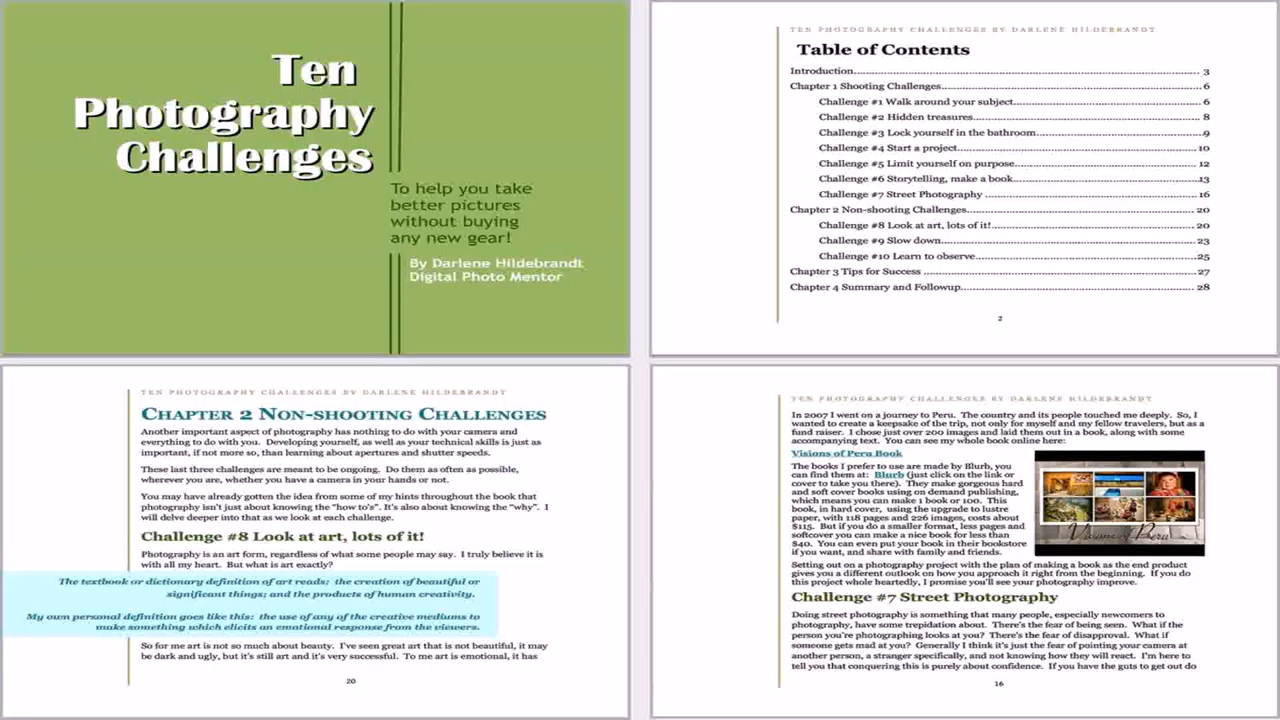 Ten
Photography
Challenges
To help you take
better pictures
without buying
any new gear!
By Darlene Hildebrandt
Digital Photo Mentor
TEN PHOTOGRAPHY CHALLENGES BY DARLENE HILDEBRANDT
Table of Contents
Introduction........ 3
Chapter 1 Shooting Challenges........ 6
Challenge #1 Walk around your subject........ 6
Challenge #2 Hidden treasures........ 8
Challenge #3 Lock yourself in the bathroom........ 9
Challenge #4 Start a project........ 10
Challenge #5 Limit yourself on purpose........ 12
Challenge #6 Storytelling, make a book........ 13
Challenge #7 Street Photography ........ 16
Chapter 2 Non-shooting Challenges........ 20
Challenge #8 Look at art, lots of it!........ 20
Challenge #9 Slow down........ 23
Challenge #10 Learn to observe........ 25
Chapter 3 Tips for Success ........ 27
Chapter 4 Summary and Followup........ 28
2
TEN PHOTOGRAPHY CHALLENGES BY DARLENE HILDEBRANDT
CHAPTER 2 NON-SHOOTING CHALLENGES
Another important aspect of photography has nothing to do with your camera and
everything to do with you. Developing yourself, as well as your technical skills is just as
important, if not more so, than learning about apertures and shutter speeds.
These last three challenges are meant to be ongoing. Do them as often as possible,
wherever you are, whether you have a camera in your hands or not.
You may have already gotten the idea from some of my hints throughout the book that
photography isn't just about knowing the "how to's". It's also about knowing the "why". I
will delve deeper into that as we look at each challenge.
Challenge #8 Look at art, lots of it!
Photography is an art form, regardless of what some people may say. I truly believe it is
with all my heart. But what is art exactly?
The textbook or dictionary definition of art reads: the creation of beautiful or
significant things; and the products of human creativity.
My own personal definition goes like this: the use of any of the creative mediums to
make something which elicits an emotional response from the viewers.
So for me art is not so much about beauty. I've seen great art that is not beautiful, it may
be dark and ugly, but it's still art and it's very successful. To me art is emotional, it has
20
TEN PHOTOGRAPHY CHALLENGES BY DARLENE HILDEBRANDT
In 2007 I went on a journey to Peru. The country and its people touched me deeply. So, I
wanted to create a keepsake of the trip, not only for myself and my fellow travelers, but as a
fund raiser. I chose just over 200 images and laid them out in a book, along with some
accompanying text. You can see my whole book online here:
Visions of Peru Book
The books I prefer to use are made by Blurb, you
can find them at: Blurb (just click on the link or
cover to take you there). They make gorgeous hard
and soft cover books using on demand publishing,
which means you can make 1 book or 100. This
book, in hard cover, using the upgrade to lustre
paper, with 118 pages and 226 images, costs about
$115. But if you do a smaller format, less pages and
softcover you can make a nice book for less than
$40. You can even put your book in their bookstore
if you want, and share with family and friends.
Visions of Peru
Setting out on a photography project with the plan of making a book as the end product
gives you a different outlook on how you approach it right from the beginning. If you do
this project whole heartedly, I promise you'll see your photography improve.
Challenge #7 Street Photography
Doing street photography is something that many people, especially newcomers to
photography, have some trepidation about. There's the fear of being seen. What if the
person you're photographing looks at you? There's the fear of disapproval. What if
someone gets mad at you? Generally I think it's just the fear of pointing your camera at
another person, a stranger specifically, and not knowing how they will react. I'm here to
tell you that conquering this is purely about confidence. If you have the guts to get out do
16